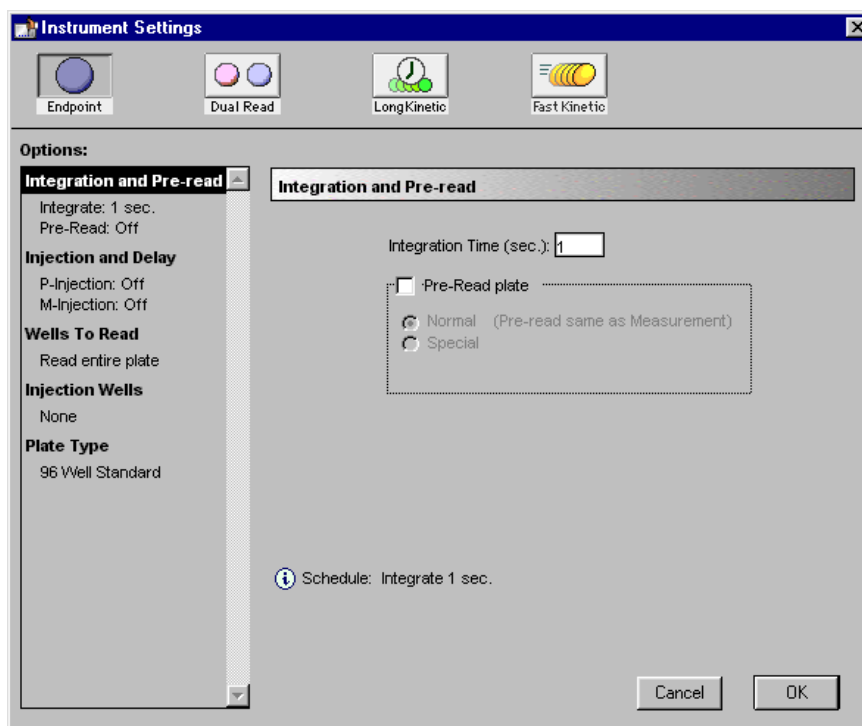 Instrument Settings
Endpoint
Dual Read
LongKinetic
Fast Kinetic
Options:
Integration and Pre-read
Integrate: 1 sec.
Pre-Read: Off
Injection and Delay
P-Injection: Off
M-Injection: Off
Wells To Read
Read entire plate
Injection Wells
None
Plate Type
96 Well Standard
Integration and Pre-read
Integration Time (sec.): 1
Pre-Read plate
Normal (Pre-read same as Measurement)
Special
Schedule: Integrate 1 sec.
Cancel
OK